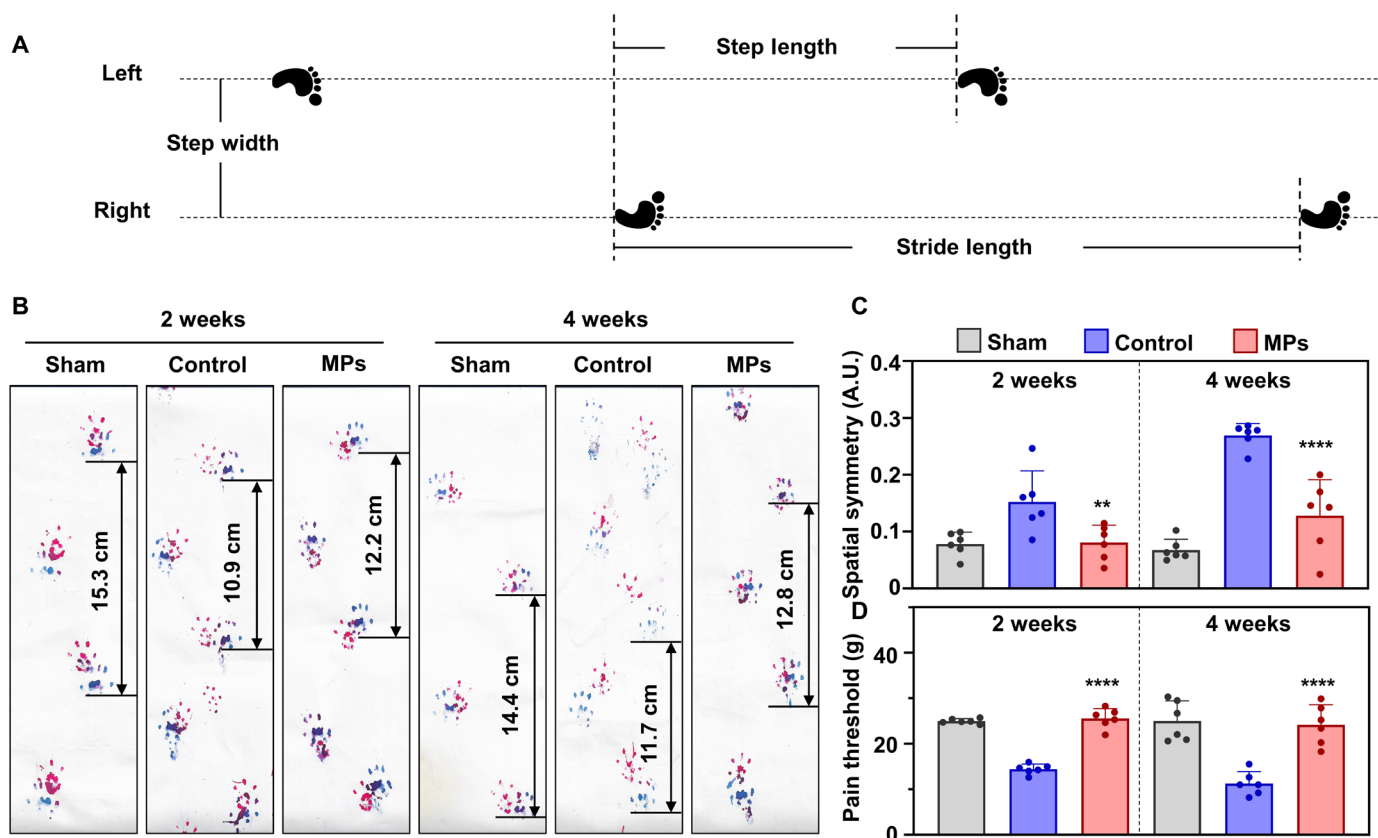 A
Step length
Left
Step width
Right
Stride length
B
2 weeks
4 weeks
Sham
Control
MPs
Sham
Control
MPs
15.3 cm
10.9 cm
12.2 cm
14.4 cm
11.7 cm
12.8 cm
C
Sham
Control
MPs
Spatial symmetry (A.U.)
0.4
0.3
0.2
0.1
0
2 weeks
4 weeks
**
****
D
Pain threshold (g)
40
20
0
2 weeks
4 weeks
****
****